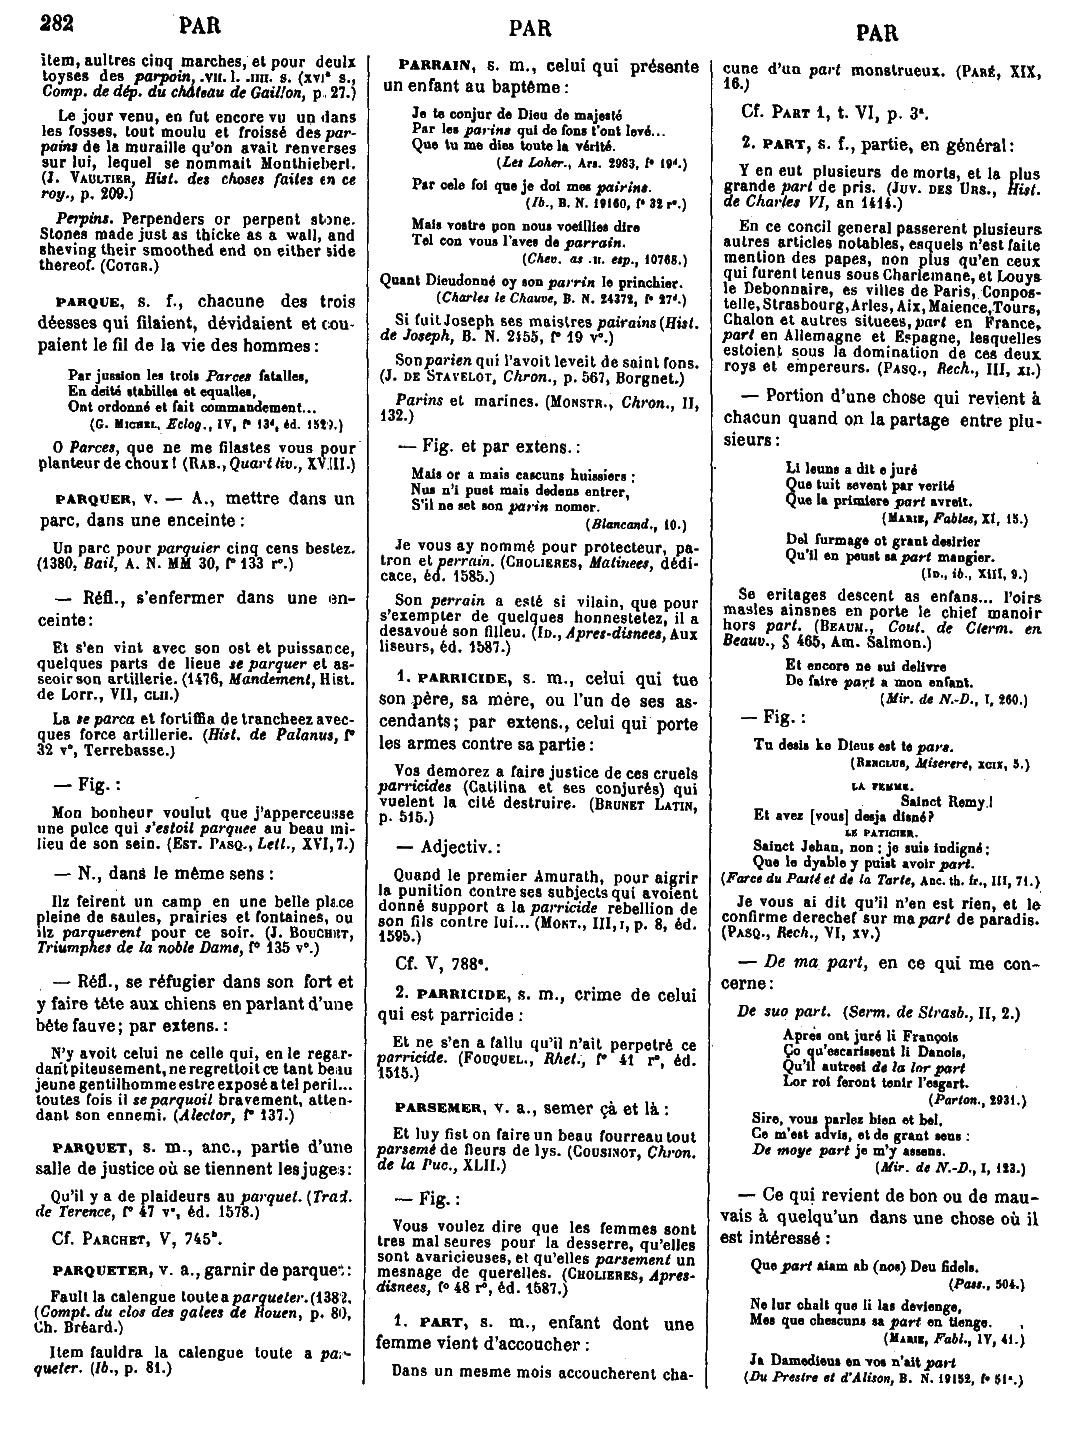 282 PAR PAR PAR
item, aultres cinq marches, et pour deulx
toyses des parpoin, .VII. l. .IIII. s. (XVIe s.,
Comp. de dép. du château de Gaillon, p. 27.)
Le jour venu, en fut encore vu un dans
les fosses, tout moulu et froissé des par-
pains de la muraille qu'on avait renverses
sur lui, lequel se nommait Monthieberl.
(J. VAULTIER, Hist. des choses faites en ce
roy., p. 209.)
Perpins. Perpenders or perpent stone.
Stones made just as thicke as a wall, and
sheving their smoothed end on either side
thereof. (COTGR.)
PARQUE, s. f., chacune des trois
déesses qui filaient, dévidaient et cou-
paient le fil de la vie des hommes :
Par jussion les trois Parces fatalles,
En deité stabilles et equalles,
Ont ordonné et fait commandement...
(G. MICHEL, Eclog., IV, f° 13d, éd. 1529.)
O Parces, que ne me filastes vous pour
planteur de choux ! (RAB., Quart liv., XVIII.)
PARQUER, v. — A., mettre dans un
parc, dans une enceinte :
Un parc pour parquier cinq cens bestez.
(1380, Bail, A. N. MM 30, f° 133 r°.)
— Réfl., s'enfermer dans une en-
ceinte :
Et s'en vint avec son ost et puissance,
quelques parts de lieue se parquer et as-
seoir son artillerie. (1476, Mandement, Hist.
de Lorr., VII, CLII.)
La se parca et fortiffia de trancheez avec-
ques force artillerie. (Hist. de Palanus, f°
32 v°, Terrebasse.)
— Fig. :
Mon bonheur voulut que j'apperceusse
une pulce qui s'estoil parquee au beau mi-
lieu de son sein. (EST. PASQ., Lett., XVI, 7.)
— N., dans le même sens :
Ilz feirent un camp en une belle place
pleine de saules, prairies et fontaines, ou
ilz parquerent pour ce soir. (J. BOUCHET,
Triumphes de la noble Dame, f° 135 v°.)
— Réfl., se réfugier dans son fort et
y faire tête aux chiens en parlant d'une
bête fauve ; par extens. :
N'y avoit celui ne celle qui, en le regar-
dant piteusement, ne regrettoit ce tant beau
jeune gentilhomme estre exposé a tel peril...
toutes fois il se parquoil bravement, atten-
dant son ennemi. (Alector, f° 137.)
PARQUET, s. m., anc., partie d'une
salle de justice où se tiennent les juges :
Qu'il y a de plaideurs au parquet. (Trad.
de Terence, f° 47 v°, éd. 1578.)
Cf. PARCHET, V, 745b.
PARQUETER, v. a., garnir de parquet :
Fault la calengue toute a parqueter. (1382,
(Compt. du clos des galees de Rouen, p. 80,
Ch. Bréard.)
Item fauldra la calengue toute a par-
queter. (Ib., p. 81.)
PARRAIN, s. m., celui qui présente
un enfant au baptême :
Je te conjur de Dieu de majesté
Par les parins qui de fons t'ont levé...
Que tu me dies toute la vérité.
(Les Loher., Ars. 2983, f° 19d.)
Par cele foi que je doi mes pairins.
(Ib., B. N. 19160, f° 32 r°.)
Mais vostre non nous voeilliés dire
Tel con vous l'aves de parrain.
(Chev. as .II. esp., 10768.)
Quant Dieudonné oy son parrin le princhier.
(Charles le Chauve, B. N. 24372, f° 27d.)
Si fuit Joseph ses maistres pairains (Hist.
de Joseph, B. N. 2455, f° 19 v°.)
Son parien qui l'avoit leveit de saint fons.
(J. DE STAVELOT, Chron., p. 567, Borgnet.)
Parins et marines. (MONSTR., Chron., II,
132.)
— Fig. et par extens. :
Mais or a mais cascuns huissiers ;
Nus n'i puet mais dedens entrer,
S'il ne set son parin nomer.
(Blancand., 10.)
Je vous ay nommé pour protecteur, pa-
tron et perrain. (CHOLIERES, Matinees, dédi-
cace, éd. 1585.)
Son perrain a esté si vilain, que pour
s'exempter de quelques honnestetez, il a
desavoué son filleu. (ID., Apres-disnees, Aux
liseurs, éd. 1587.)
1. PARRICIDE, s. m., celui qui tue
son père, sa mère, ou l'un de ses as-
cendants ; par extens., celui qui porte
les armes contre sa partie :
Vos demorez a faire justice de ces cruels
parricides (Catilina et ses conjurés) qui
vuelent la cité destruire. (BRUNET LATIN,
p. 515.)
— Adjectiv. :
Quand le premier Amurath, pour aigrir
la punition contre ses subjects qui avoient
donné support a la parricide rebellion de
son fils contre lui... (MONT., III, I, p. 8, éd.
1595.)
Cf. V, 788a.
2. PARRICIDE, s. m., crime de celui
qui est parricide :
Et ne s'en a fallu qu'il n'ait perpetré ce
parricide. (FOUQUEL., Rhet., f° 41 r°, éd.
1515.)
PARSEMER, v. a., semer çà et là :
Et luy fist on faire un beau fourreau tout
parsemé de fleurs de lys. (COUSINOT, Chron.
de la Puc., XLII.)
— Fig. :
Vous voulez dire que les femmes sont
tres mal seures pour la desserre, qu'elles
sont avaricieuses, et qu'elles parsement un
mesnage de querelles. (CHOLIERES, Apres-
disnees, f° 48 r°, éd. 1587.)
1. PART, s. m., enfant dont une
femme vient d'accoucher :
Dans un mesme mois accoucherent cha-
cune d'un part monstrueux. (PARÉ, XIX,
16.)
Cf. PART 1, t. VI, p. 3a.
2. PART, s. f., partie, en général :
Y en eut plusieurs de morts, et la plus
grande part de pris. (JUV. DES URS., Hist.
de Charles VI, an 1414.)
En ce concil general passerent plusieurs
autres articles notables, esquels n'est faite
mention des papes, non plus qu'en ceux
qui furent tenus sous Charlemane, et Louys
le Debonnaire, es villes de Paris, Conpos-
telle, Strasbourg, Arles, Aix, Maience, Tours,
Chalon et autres situees, part en France,
part en Allemagne et Espagne, lesquelles
estoient sous la domination de ces deux
roys et empereurs. (PASQ., Rech., III, XI.)
— Portion d'une chose qui revient à
chacun quand on la partage entre plu-
sieurs :
Li leuns a dit e juré
Que tuit sevent par verité
Que la primiere part avreit.
(MARIE, Fables, XI, 15.)
Del furmage ot grant desirier
Qu'il en peust sa part mangier.
(ID., ib., XIII, 9.)
Se eritages descent as enfans... l'oirs
masles ainsnes en porte le chief manoir
hors part. (BEAUM., Cout. de Clerm. en
Beauv., § 465, Am. Salmon.)
Et encore ne sui delivre
De faire part a mon enfant.
(Mir. de N.-D., I, 260.)
— Fig. :
Tu desis ke Dieus est te pars.
(RENCLUS, Miserere, XCIX, 5.)
LA FEMME.
Sainct Remy !
Et avez [vous] desja disné ?
LE PATICIER.
Sainct Jehan, non ; je suis indigné ;
Que le dyable y puist avoir part.
(Farce du Pasté et de la Tarte, Anc. th. fr., III, 71.)
Je vous ai dit qu'il n'en est rien, et le
confirme derechef sur ma part de paradis.
(PASQ., Rech., VI, XV.)
— De ma part, en ce qui me con-
cerne :
De suo part. (Serm. de Strasb., II, 2.)
Aprés ont juré li François
Ço qu'escarissent li Danois,
Qu'il autresi de la lor part
Lor roi feront tenir l'esgart.
(Parton., 2931.)
Sire, vous parlez bien et bel,
Ce m'est advis, et de grant sens :
De moye part je m'y assens.
(Mir. de N.-D., I, 123.)
— Ce qui revient de bon ou de mau-
vais à quelqu'un dans une chose où il
est intéressé :
Que part aiam ab (nos) Deu fidels.
(Pass., 504.)
Ne lur chalt que li las devienge,
Mes que chescuns sa part en tienge.
(MARIE, Fabl., IV, 41.)
Ja Damedieus en vos n'ait part
(Du Prestre et d'Alison, B. N. 19152, f° 51a.)